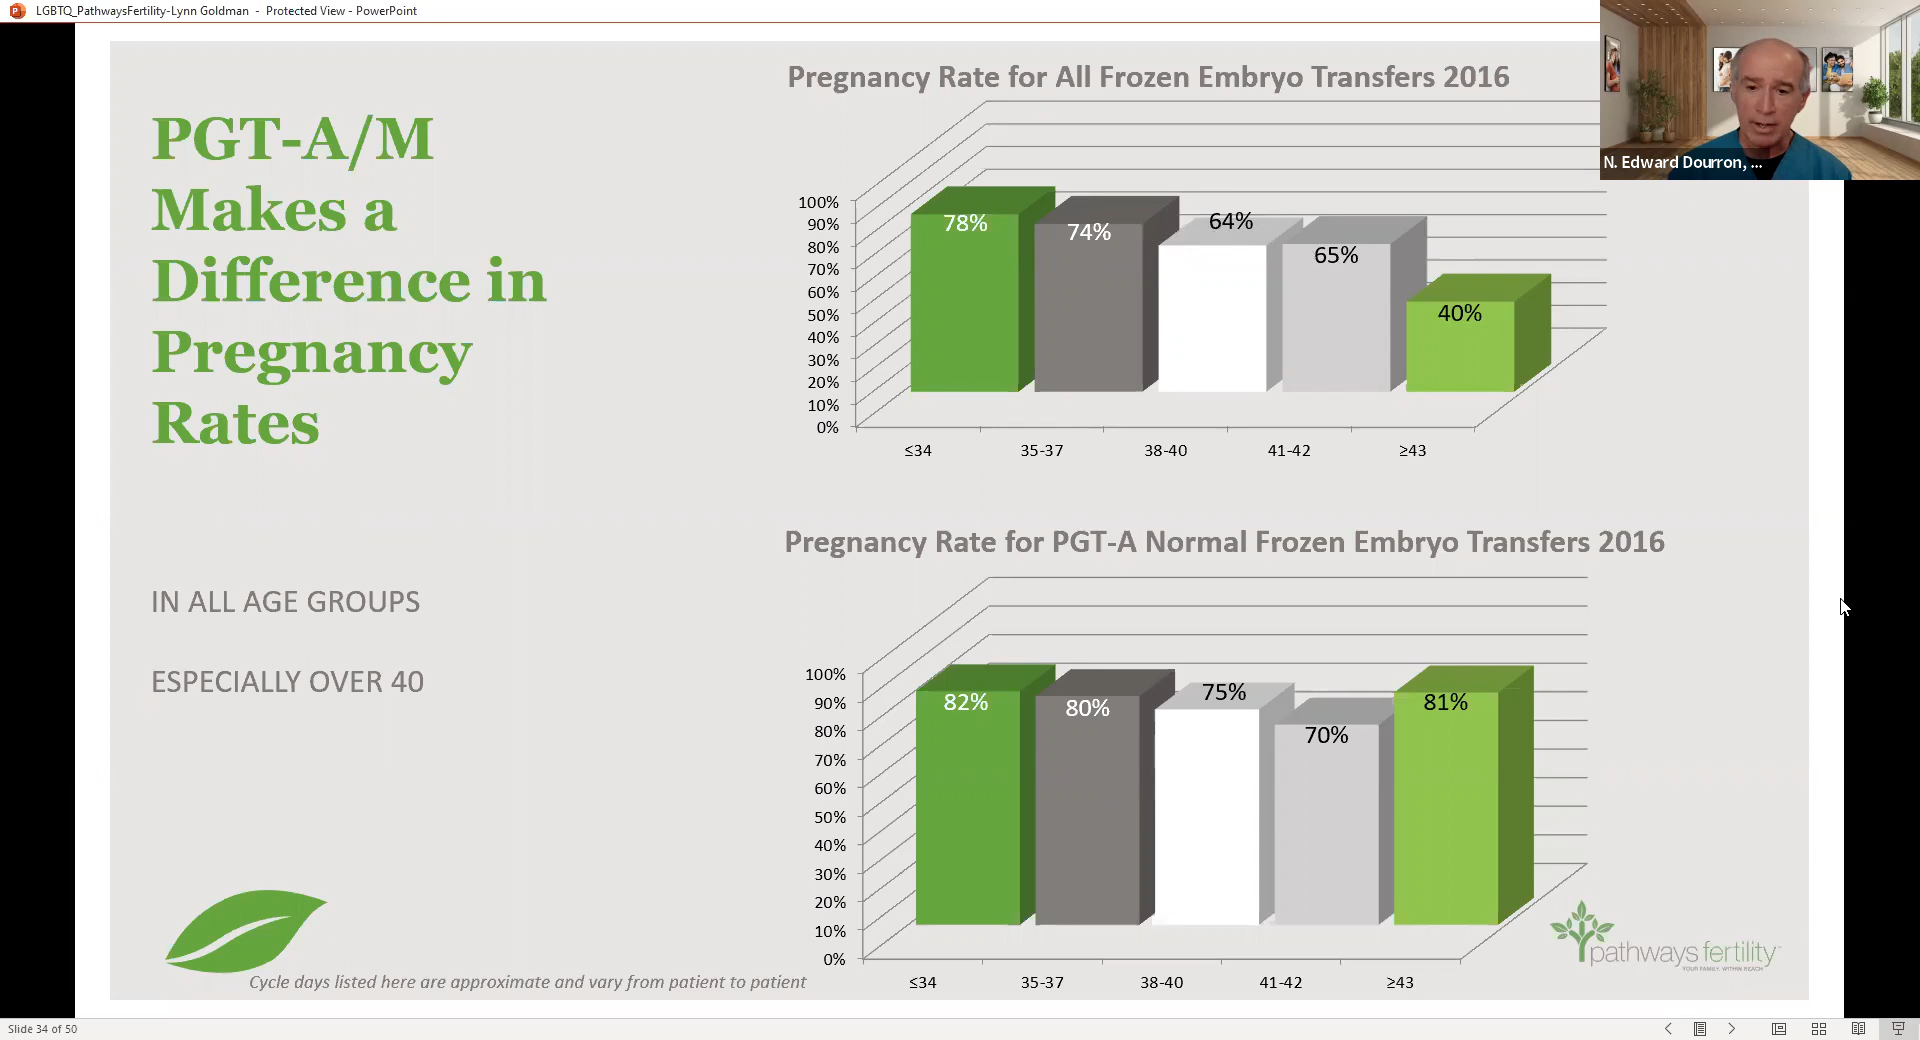 LGBTQ_PathwaysFertility-Lynn Goldman - Protected View - PowerPoint
N. Edward Dourron, ...
PGT-A/M
Makes a
Difference in
Pregnancy
Rates
IN ALL AGE GROUPS
ESPECIALLY OVER 40
Pregnancy Rate for All Frozen Embryo Transfers 2016
100%
90%
80%
70%
60%
50%
40%
30%
20%
10%
0%
78%
74%
64%
65%
40%
≤34
35-37
38-40
41-42
≥43
Pregnancy Rate for PGT-A Normal Frozen Embryo Transfers 2016
100%
90%
80%
70%
60%
50%
40%
30%
20%
10%
0%
82%
80%
75%
70%
81%
≤34
35-37
38-40
41-42
≥43
Cycle days listed here are approximate and vary from patient to patient
pathways fertility
YOUR FAMILY. WITHIN REACH
Slide 34 of 50